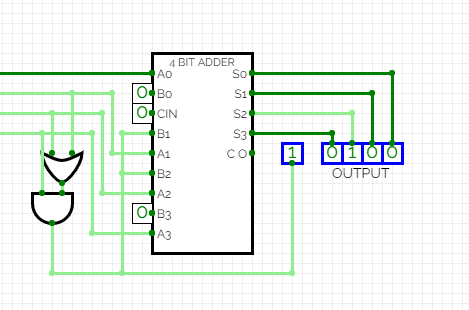 4 BIT ADDER
A0 S0
0 B0 S1
0 CIN S2
B1 S3
A1 C O 1 0 1 0 0
B2 OUTPUT
A2
0 B3
A3